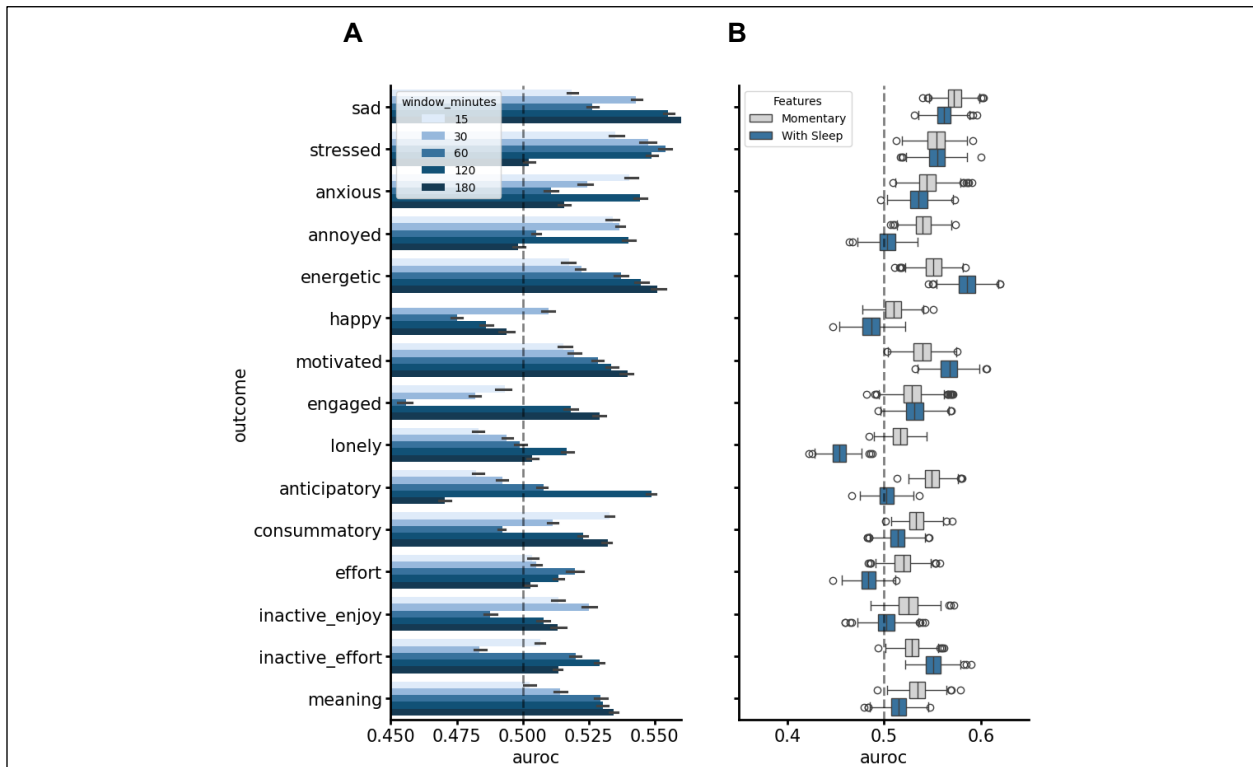 A
B
sad
stressed
anxious
annoyed
energetic
happy
motivated
engaged
lonely
anticipatory
consummatory
effort
inactive_enjoy
inactive_effort
meaning
outcome
window_minutes
15
30
60
120
180
0.450 0.475 0.500 0.525 0.550
auroc
Features
Momentary
With Sleep
0.4 0.5 0.6
auroc